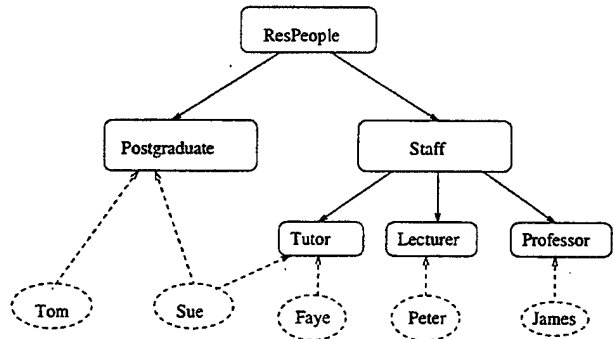 ResPeople
Postgraduate
Staff
Tutor
Lecturer
Professor
Tom
Sue
Faye
Peter
James